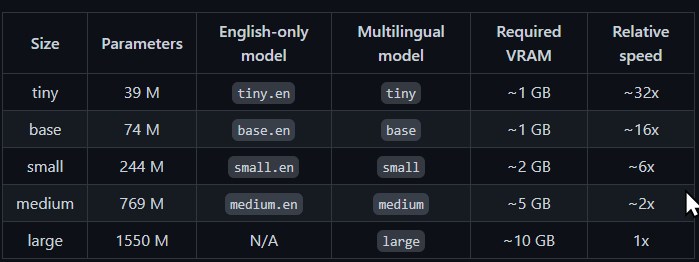 Size Parameters English-only model Multilingual model Required VRAM Relative speed
tiny 39 M tiny.en tiny ~1 GB ~32x
base 74 M base.en base ~1 GB ~16x
small 244 M small.en small ~2 GB ~6x
medium 769 M medium.en medium ~5 GB ~2x
large 1550 M N/A large ~10 GB 1x